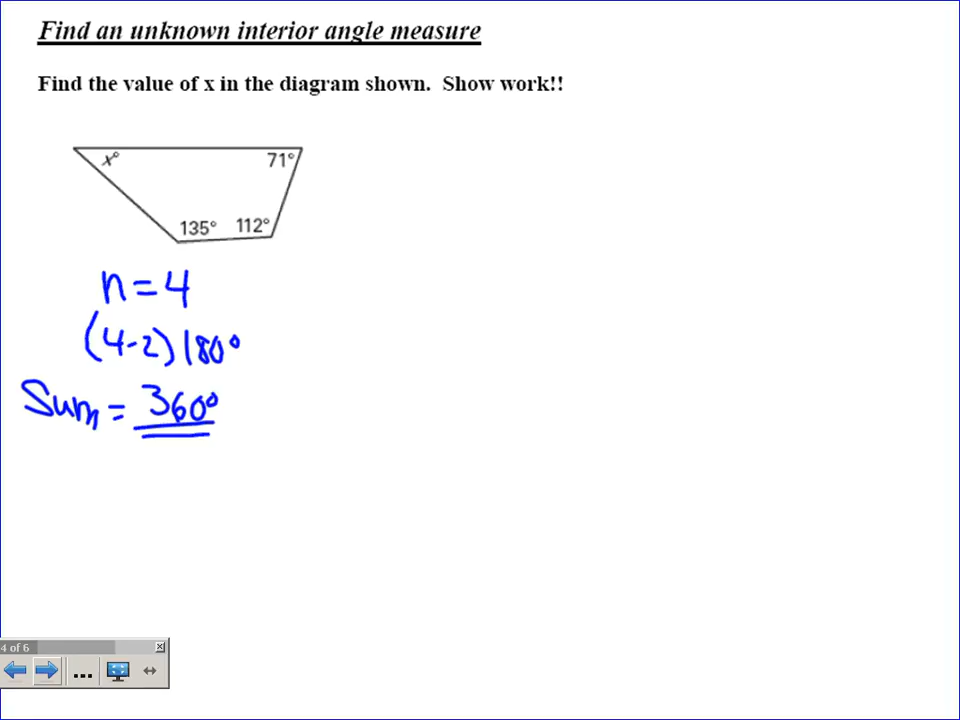 Find an unknown interior angle measure
Find the value of x in the diagram shown.  Show work!!
x° 71°
135° 112°
n = 4
(4-2)180°
Sum = 360°
4 of 6